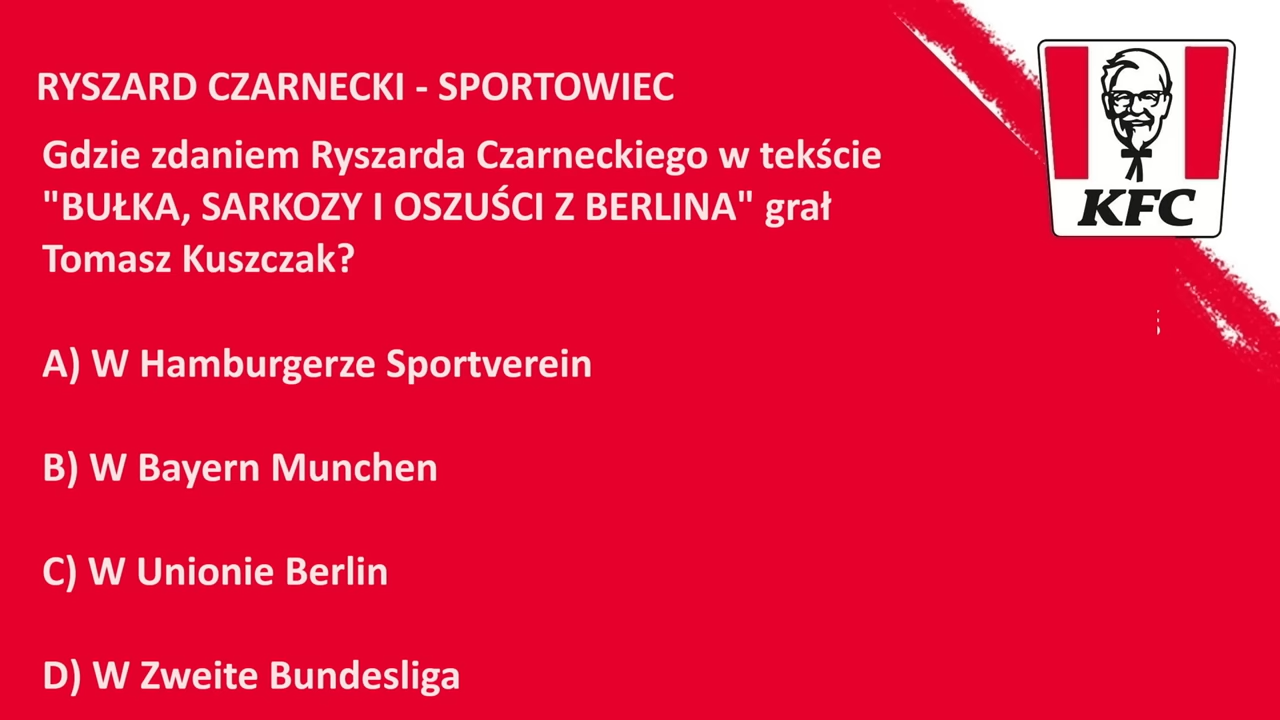 RYSZARD CZARNECKI - SPORTOWIEC
Gdzie zdaniem Ryszarda Czarneckiego w tekście
"BUŁKA, SARKOZY I OSZUŚCI Z BERLINA" grał
Tomasz Kuszczak?
A) W Hamburgerze Sportverein
B) W Bayern Munchen
C) W Unionie Berlin
D) W Zweite Bundesliga
KFC